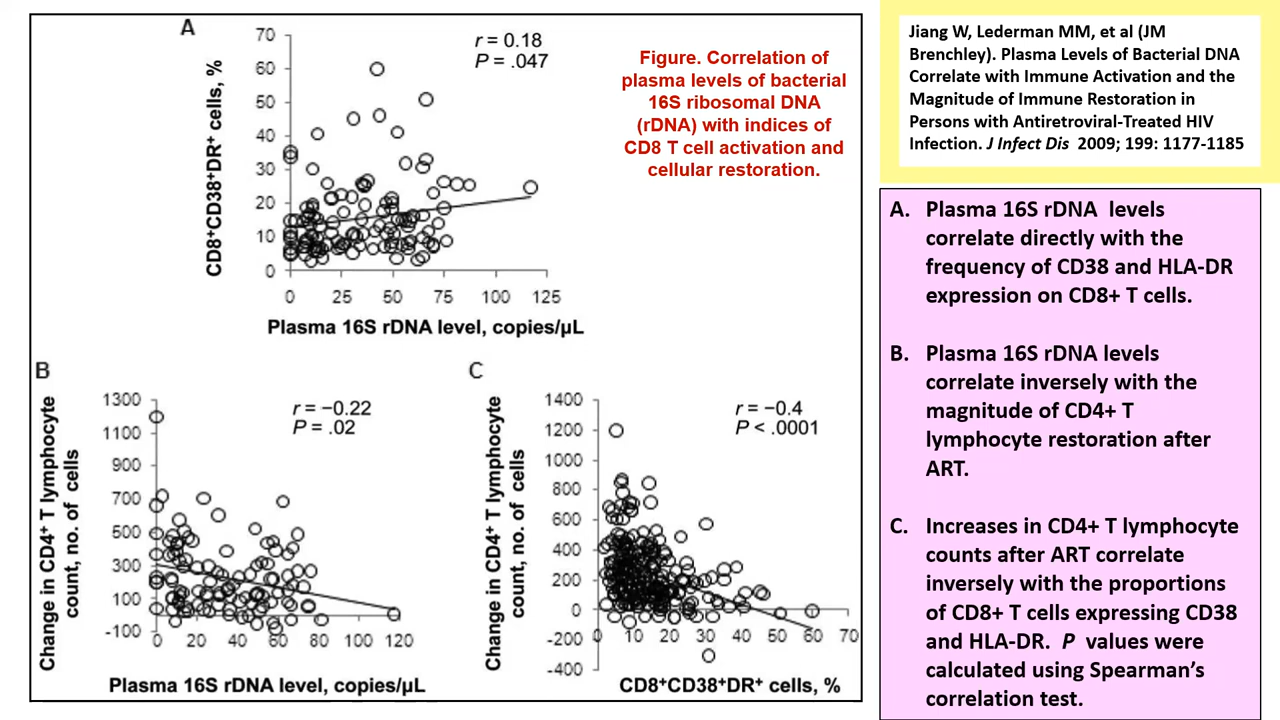 A
70
60
50
40
30
20
10
0
CD8+CD38+DR+ cells, %
r = 0.18
P = .047
0 25 50 75 100 125
Plasma 16S rDNA level, copies/µL
Figure. Correlation of
plasma levels of bacterial
16S ribosomal DNA
(rDNA) with indices of
CD8 T cell activation and
cellular restoration.
B
1300
1100
900
700
500
300
100
-100
Change in CD4+ T lymphocyte
count, no. of cells
r = −0.22
P = .02
0 20 40 60 80 100 120
Plasma 16S rDNA level, copies/µL
C
1400
1200
1000
800
600
400
200
0
-200
-400
Change in CD4+ T lymphocyte
count, no. of cells
r = −0.4
P < .0001
0 10 20 30 40 50 60 70
CD8+CD38+DR+ cells, %
Jiang W, Lederman MM, et al (JM
Brenchley). Plasma Levels of Bacterial DNA
Correlate with Immune Activation and the
Magnitude of Immune Restoration in
Persons with Antiretroviral-Treated HIV
Infection. J Infect Dis 2009; 199: 1177-1185
A. Plasma 16S rDNA levels
correlate directly with the
frequency of CD38 and HLA-DR
expression on CD8+ T cells.
B. Plasma 16S rDNA levels
correlate inversely with the
magnitude of CD4+ T
lymphocyte restoration after
ART.
C. Increases in CD4+ T lymphocyte
counts after ART correlate
inversely with the proportions
of CD8+ T cells expressing CD38
and HLA-DR. P values were
calculated using Spearman's
correlation test.